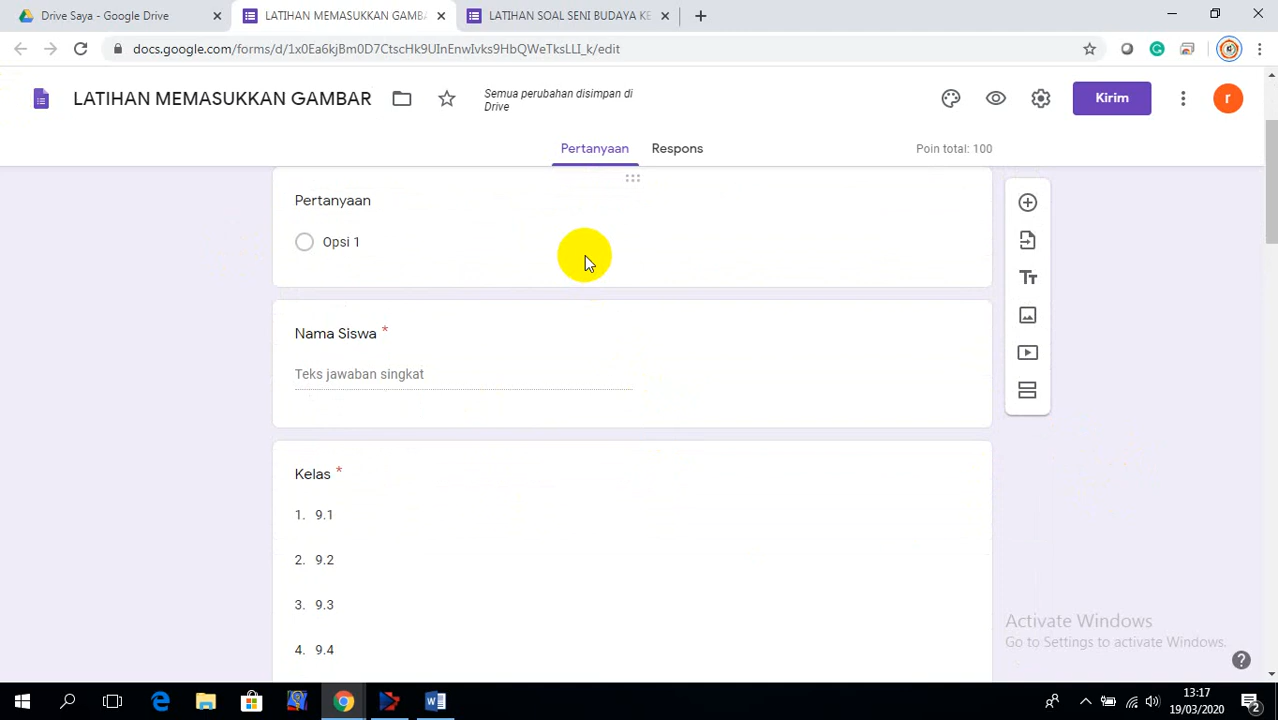 Drive Saya - Google Drive
LATIHAN MEMASUKKAN GAMBA
LATIHAN SOAL SENI BUDAYA KE
docs.google.com/forms/d/1x0Ea6kjBm0D7CtscHk9UInEnwIvks9HbQWeTksLLI_k/edit
LATIHAN MEMASUKKAN GAMBAR
Semua perubahan disimpan di
Drive
Kirim
r
Pertanyaan
Respons
Poin total: 100
Pertanyaan
Opsi 1
Nama Siswa *
Teks jawaban singkat
Kelas *
1. 9.1
2. 9.2
3. 9.3
4. 9.4
Activate Windows
Go to Settings to activate Windows.
13:17
19/03/2020
2